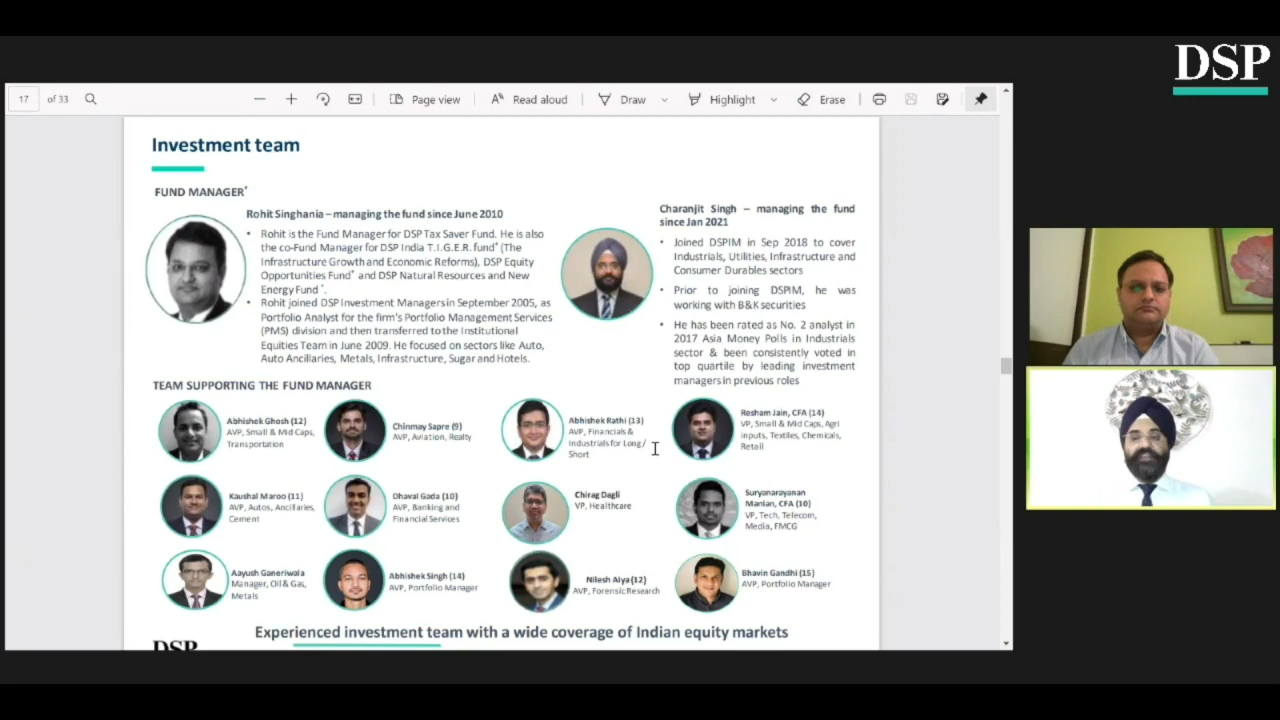 DSP
17 of 33
Page view
Read aloud
Draw
Highlight
Erase
Investment team
FUND MANAGER*
Rohit Singhania – managing the fund since June 2010
• Rohit is the Fund Manager for DSP Tax Saver Fund. He is also
the co-Fund Manager for DSP India T.I.G.E.R. fund* (The
Infrastructure Growth and Economic Reforms), DSP Equity
Opportunities Fund* and DSP Natural Resources and New
Energy Fund *.
• Rohit joined DSP Investment Managers in September 2005, as
Portfolio Analyst for the firm's Portfolio Management Services
(PMS) division and then transferred to the Institutional
Equities Team in June 2009. He focused on sectors like Auto,
Auto Ancillaries, Metals, Infrastructure, Sugar and Hotels.
Charanjit Singh – managing the fund
since Jan 2021
• Joined DSPIM in Sep 2018 to cover
Industrials, Utilities, Infrastructure and
Consumer Durables sectors
• Prior to joining DSPIM, he was
working with B&K securities
• He has been rated as No. 2 analyst in
2017 Asia Money Polls in Industrials
sector & been consistently voted in
top quartile by leading investment
managers in previous roles
TEAM SUPPORTING THE FUND MANAGER
Abhishek Ghosh (12)
AVP, Small & Mid Caps,
Transportation
Chinmay Sapre (9)
AVP, Aviation, Realty
Abhishek Rathi (13)
AVP, Financials &
Industrials for Long /
Short
Resham Jain, CFA (14)
VP, Small & Mid Caps, Agri
inputs, Textiles, Chemicals,
Retail
Kaushal Maroo (11)
AVP, Autos, Ancillaries,
Cement
Dhaval Gada (10)
AVP, Banking and
Financial Services
Chirag Dagli
VP, Healthcare
Suryanarayanan
Manian, CFA (10)
VP, Tech, Telecom,
Media, FMCG
Aayush Ganeriwala
Manager, Oil & Gas,
Metals
Abhishek Singh (14)
AVP, Portfolio Manager
Nilesh Aiya (12)
AVP, Forensic Research
Bhavin Gandhi (15)
AVP, Portfolio Manager
Experienced investment team with a wide coverage of Indian equity markets
DSP